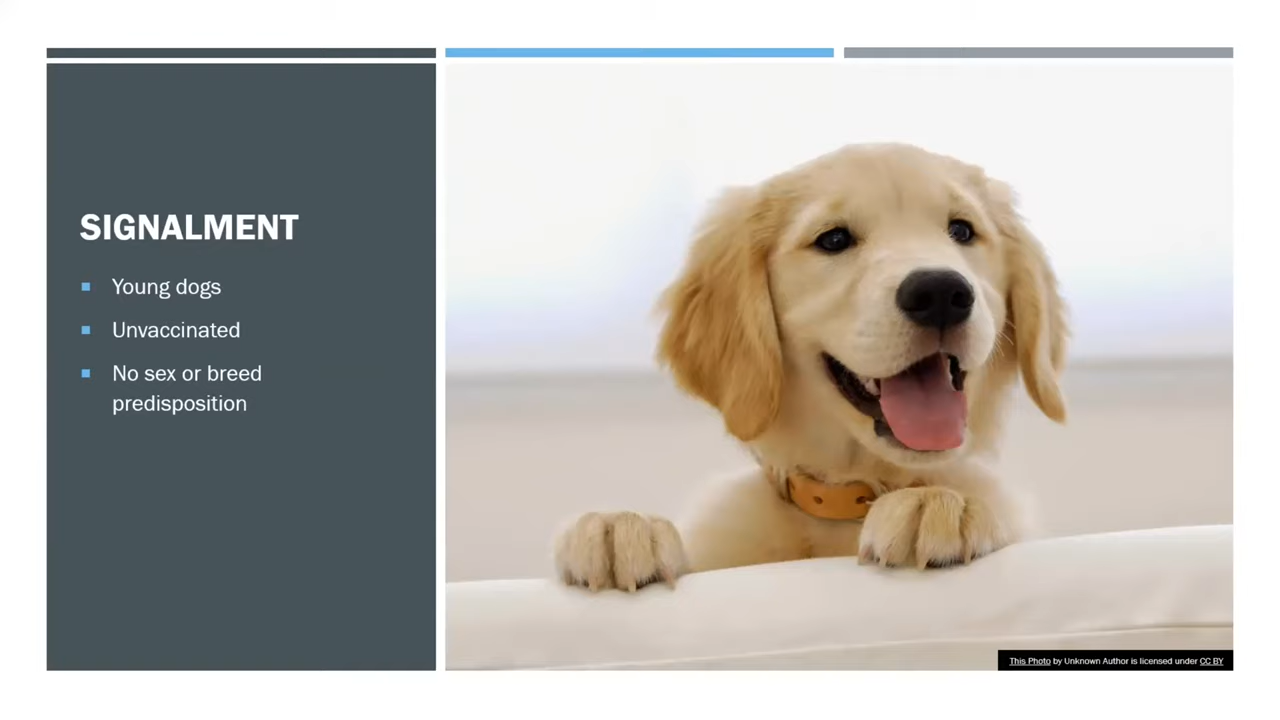 SIGNALMENT
Young dogs
Unvaccinated
No sex or breed
predisposition
This Photo by Unknown Author is licensed under CC BY